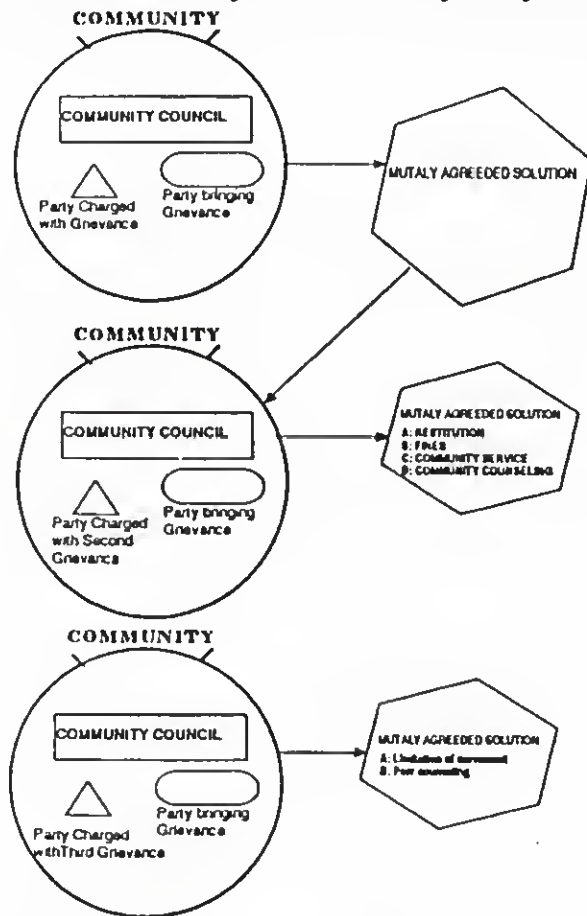 COMMUNITY
COMMUNITY COUNCIL
Party Charged
with Grievance
Party bringing
Grievance
MUTALY AGREEDED SOLUTION
COMMUNITY
COMMUNITY COUNCIL
Party Charged
with Second
Grievance
Party bringing
Grievance
MUTALY AGREEDED SOLUTION
A: RESTITUTION
B: FINES
C: COMMUNITY SERVICE
D: COMMUNITY COUNSELING
COMMUNITY
COMMUNITY COUNCIL
Party Charged
withThird Grievance
Party bringing
Grievance
MUTALY AGREEDED SOLUTION
A: Limitation of movement
B: Peer counseling